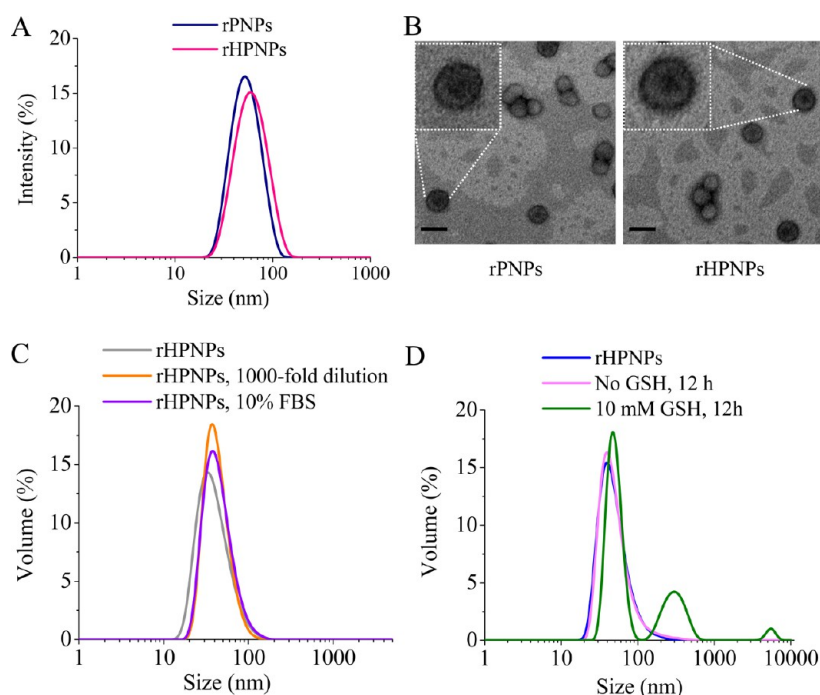 A
rPNPs
rHPNPs
20
15
10
5
0
Intensity (%)
1
10
100
1000
Size (nm)
B
rPNPs
rHPNPs
C
rHPNPs
rHPNPs, 1000-fold dilution
rHPNPs, 10% FBS
20
15
10
5
0
Volume (%)
1
10
100
1000
Size (nm)
D
rHPNPs
No GSH, 12 h
10 mM GSH, 12h
20
15
10
5
0
Volume (%)
1
10
100
1000
10000
Size (nm)